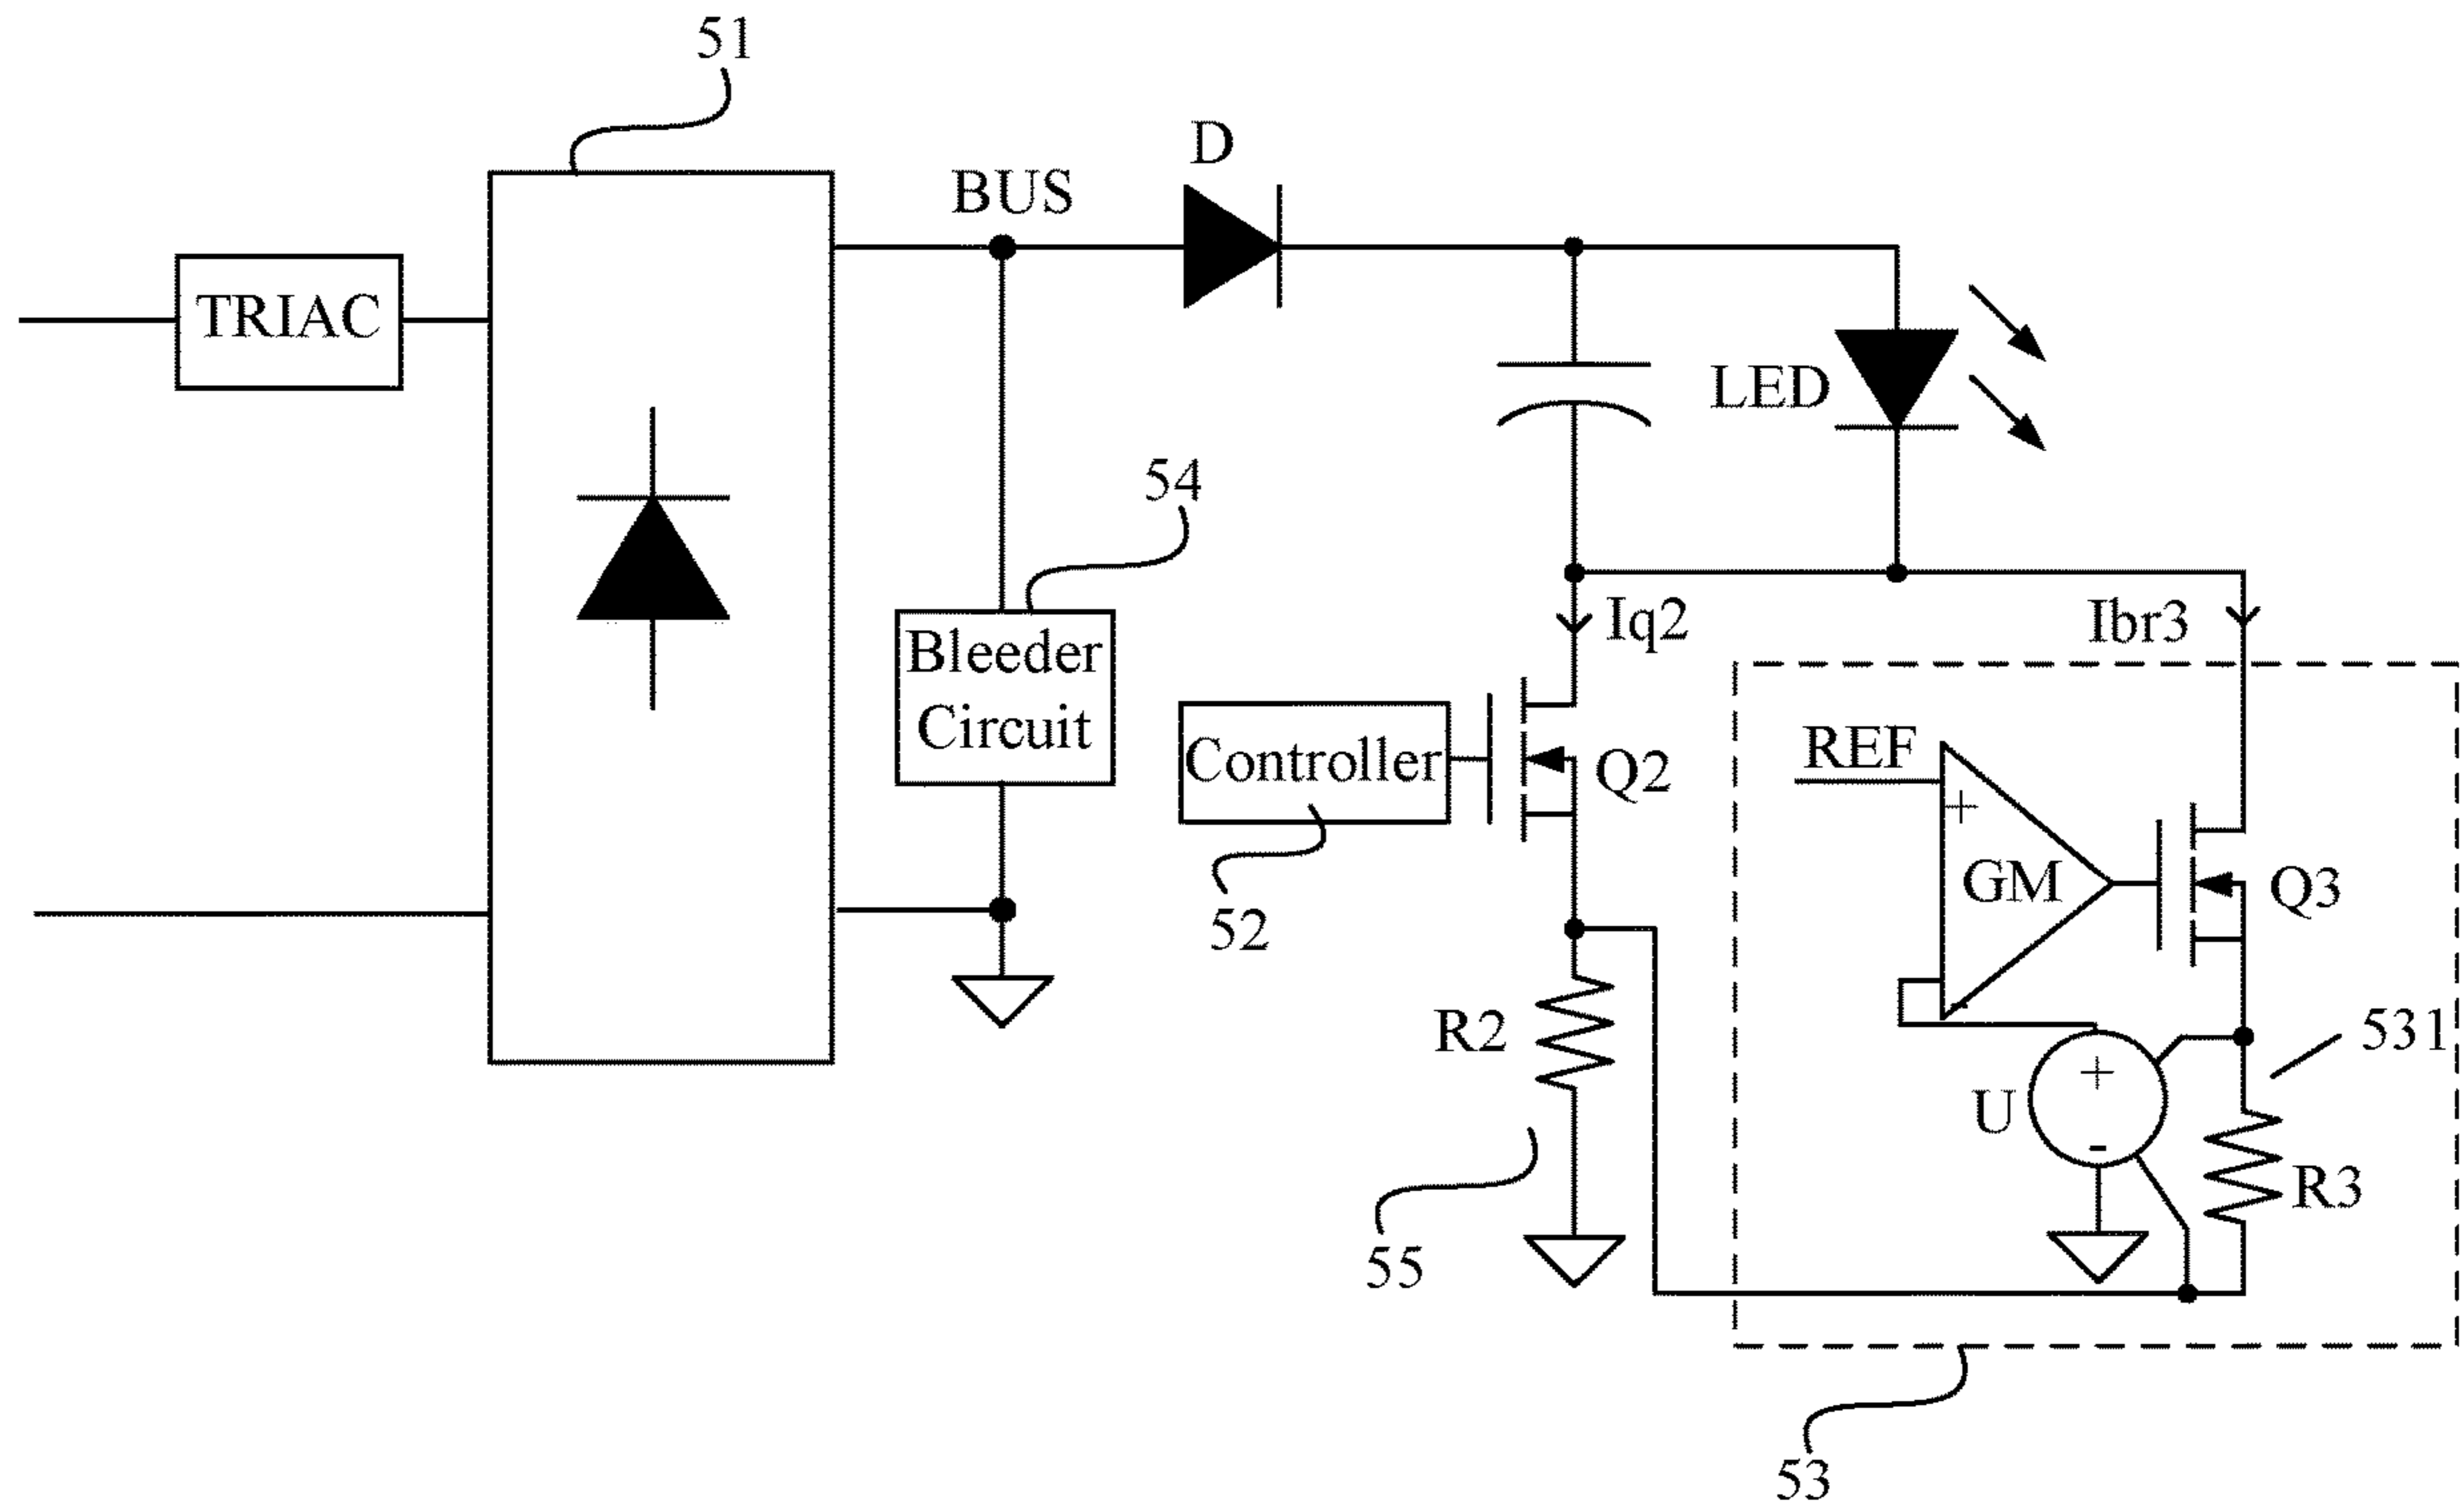 51
D
BUS
TRIAC
LED
54
Iq2
Ibr3
Bleeder
Circuit
REF
Controller
Q2
+
GM
Q3
52
-
R2
531
+
U
-
R3
55
53